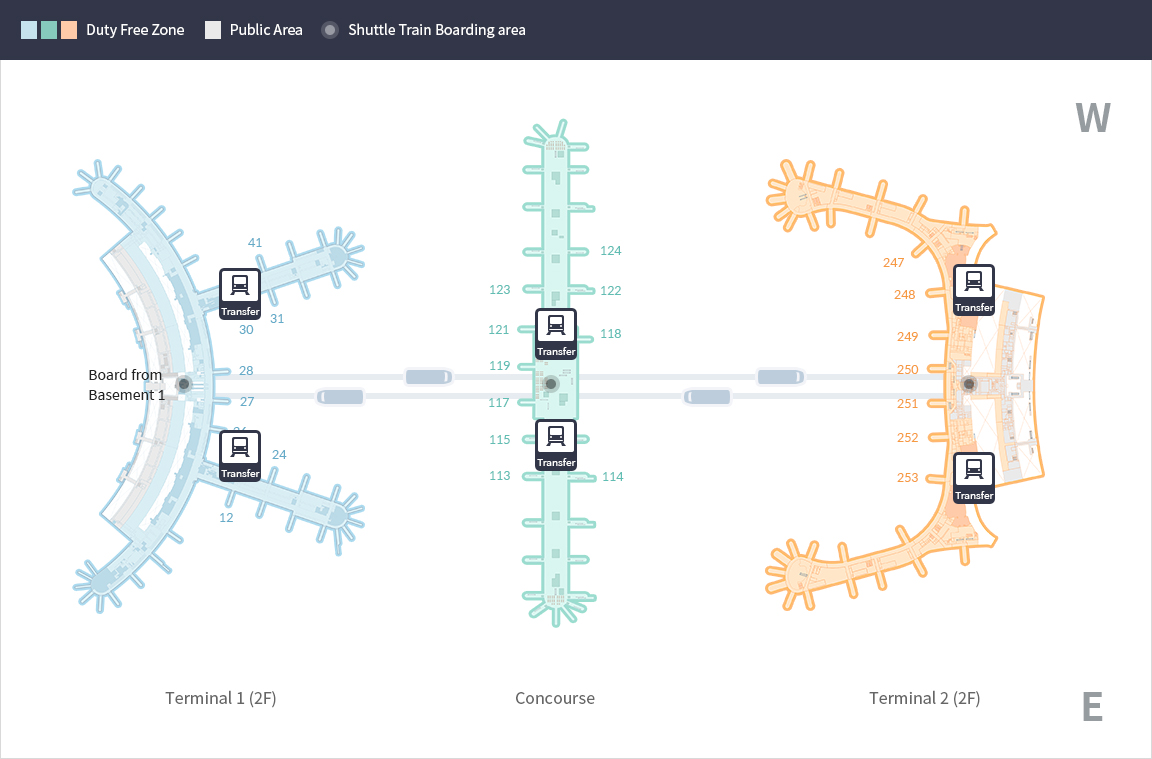 Duty Free Zone
Public Area
Shuttle Train Boarding area
W
41
Transfer
31
30
Board from
Basement 1
28
27
24
Transfer
12
124
123
122
121
118
Transfer
119
117
115
Transfer
113
114
247
248
Transfer
249
250
251
252
253
Transfer
Terminal 1 (2F)
Concourse
Terminal 2 (2F)
E